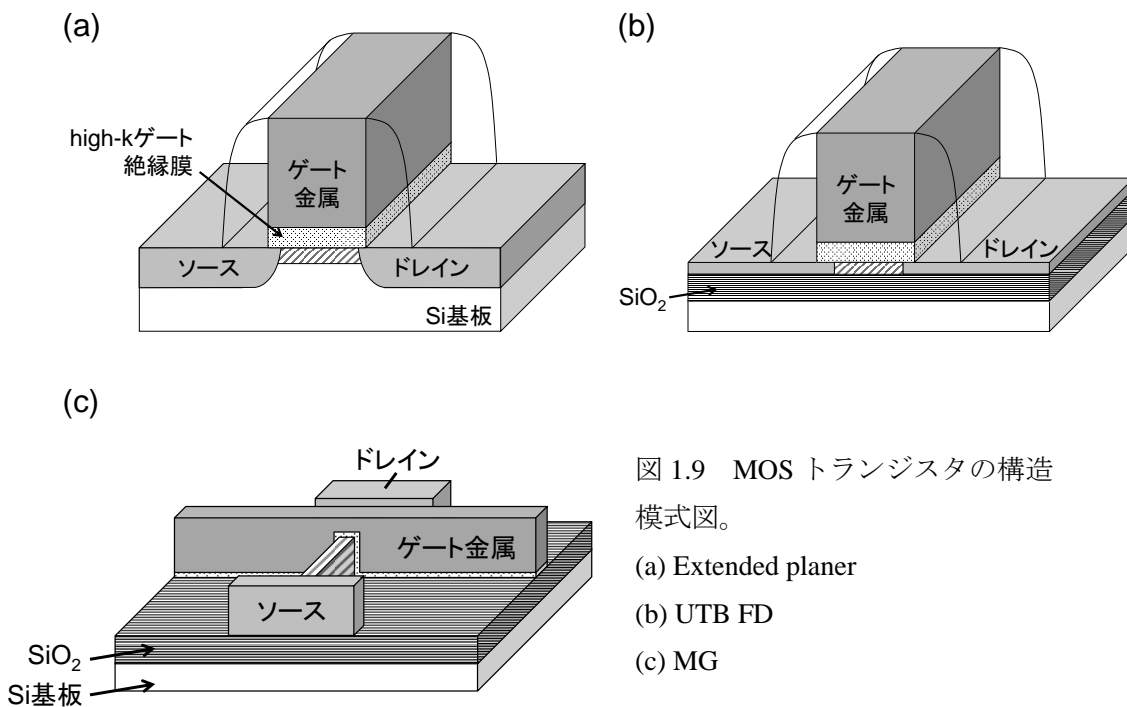 (a)
high-kゲート
絶縁膜
ゲート
金属
ソース
ドレイン
Si基板
(b)
ゲート
金属
ソース
ドレイン
SiO₂
(c)
ドレイン
ゲート金属
ソース
SiO₂
Si基板
図 1.9 MOS トランジスタの構造
模式図。
(a) Extended planer
(b) UTB FD
(c) MG